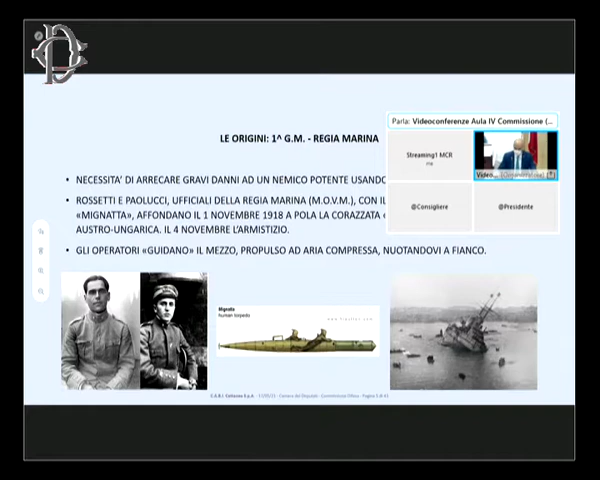 Parla: Videoconferenze Aula IV Commissione (...
Streaming1 MCR
@Consigliere
@Presidente
LE ORIGINI: 1^ G.M. - REGIA MARINA
• NECESSITA' DI ARRECARE GRAVI DANNI AD UN NEMICO POTENTE USANDO
• ROSSETTI E PAOLUCCI, UFFICIALI DELLA REGIA MARINA (M.O.V.M.), CON IL
«MIGNATTA», AFFONDANO IL 1 NOVEMBRE 1918 A POLA LA CORAZZATA
AUSTRO-UNGARICA. IL 4 NOVEMBRE L'ARMISTIZIO.
• GLI OPERATORI «GUIDANO» IL MEZZO, PROPULSO AD ARIA COMPRESSA, NUOTANDOVI A FIANCO.
Mignatta
human torpedo